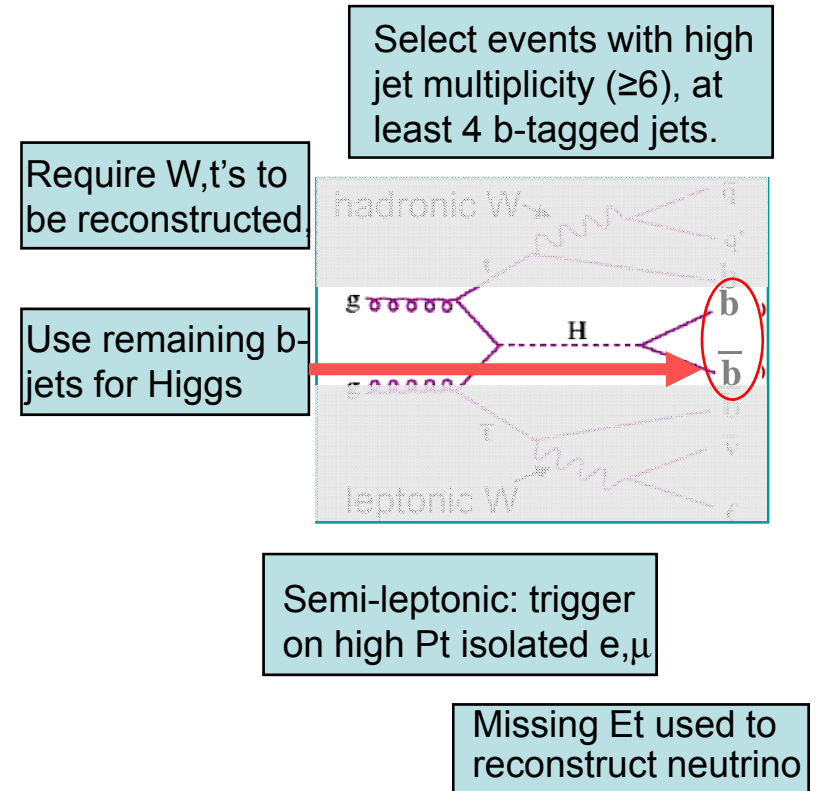 Select events with high
jet multiplicity (≥6), at
least 4 b-tagged jets.
Require W,t's to
be reconstructed,
hadronic W
q̄
q'
b
g
b
H
Use remaining b-
jets for Higgs
b̄
g
t̄
b̄
ν̄
leptonic W
Semi-leptonic: trigger
on high Pt isolated e,μ
Missing Et used to
reconstruct neutrino